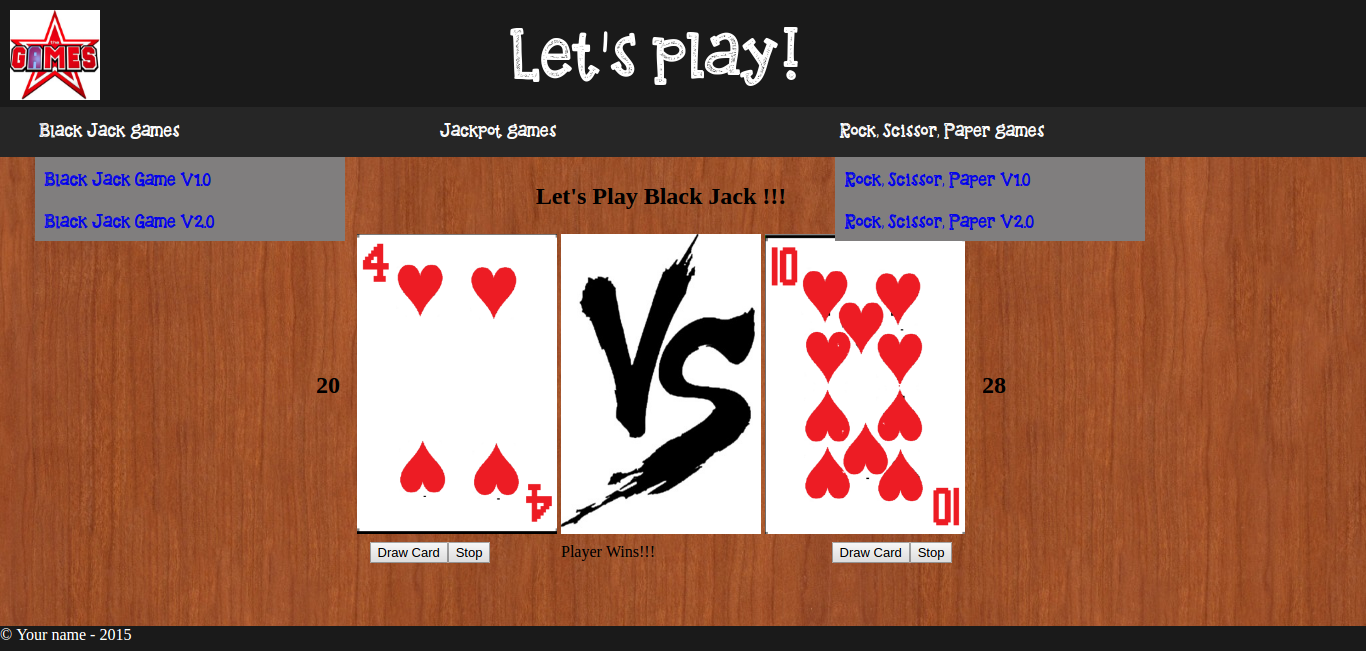 GAMES
Let's play!
Black Jack games
Jackpot games
Rock, Scissor, Paper games
Black Jack Game V1.0
Black Jack Game V2.0
Rock, Scissor, Paper V1.0
Rock, Scissor, Paper V2.0
Let's Play Black Jack !!!
4
VS
10
20
28
4
10
Draw Card
Stop
Player Wins!!!
Draw Card
Stop
© Your name - 2015